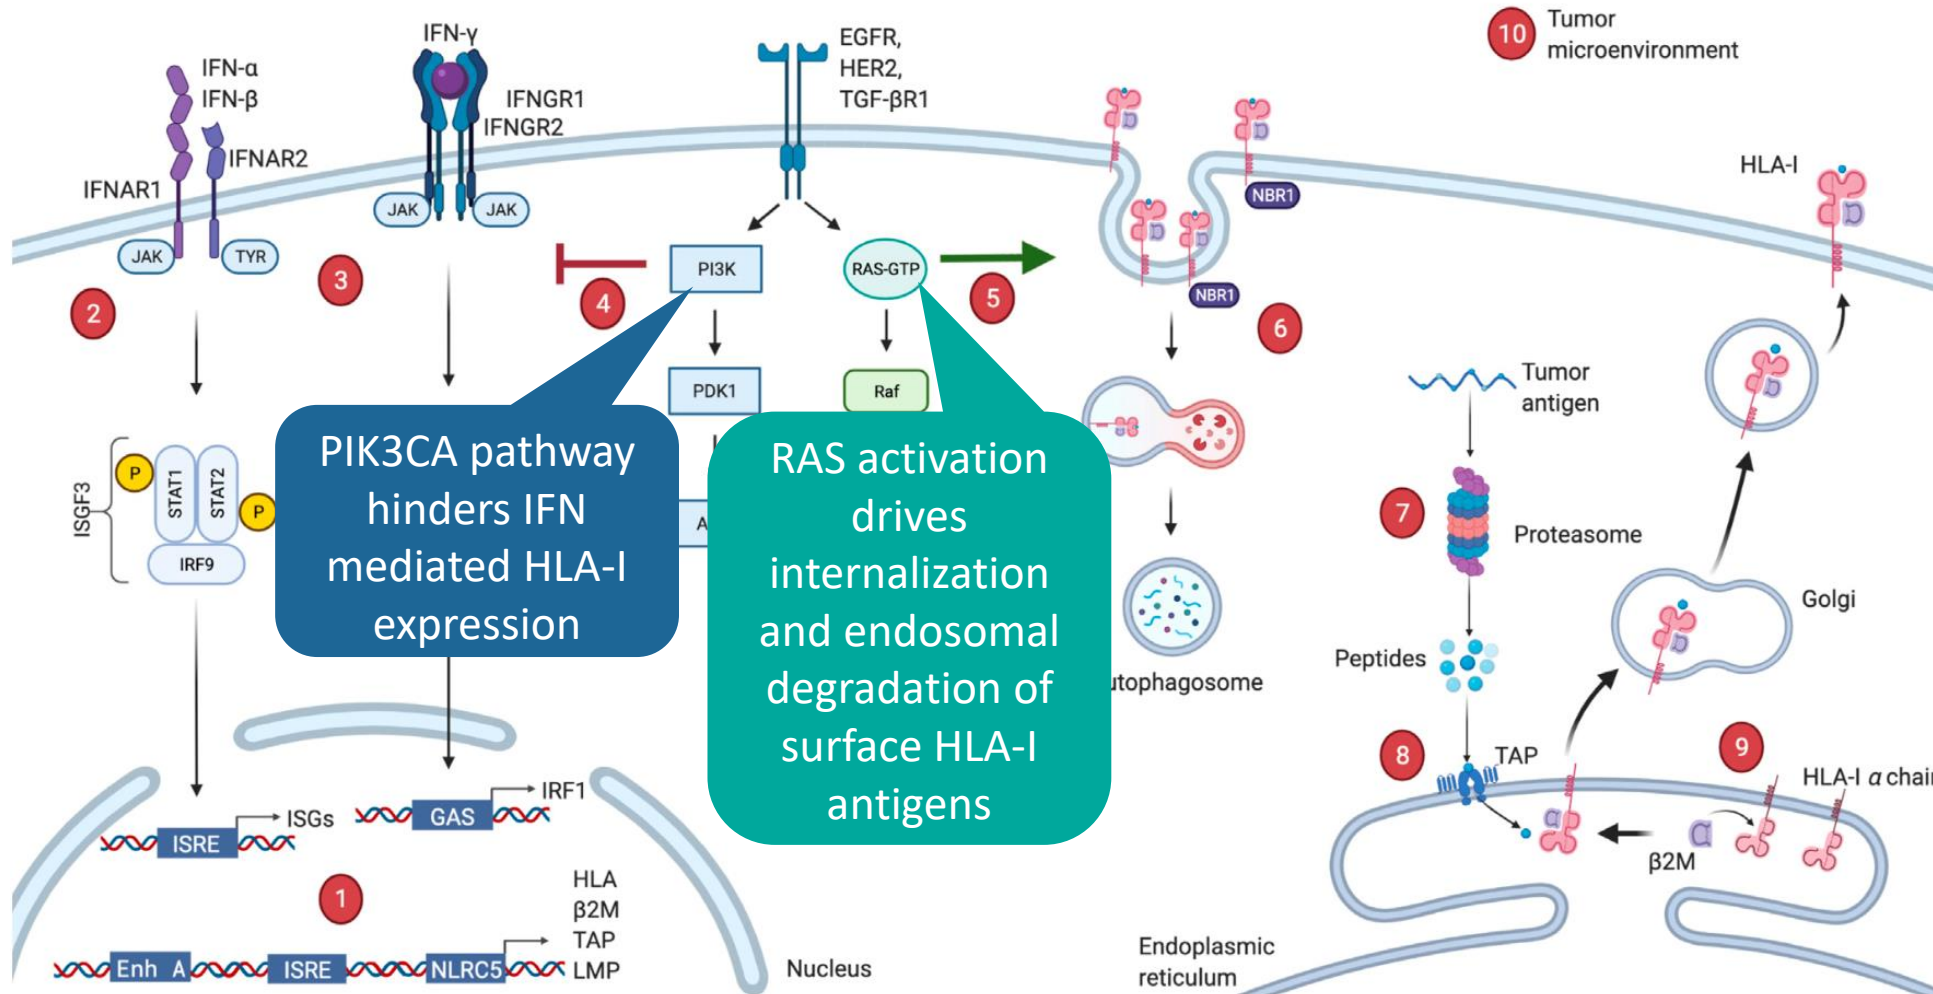 10
Tumor
microenvironment
IFN-γ
EGFR,
HER2,
TGF-βR1
IFN-α
IFN-β
IFNGR1
IFNGR2
IFNAR2
IFNAR1
JAK
JAK
JAK
TYR
NBR1
HLA-I
2
3
PI3K
4
RAS-GTP
5
NBR1
6
PDK1
Raf
Tumor
antigen
PIK3CA pathway
hinders IFN
mediated HLA-I
expression
RAS activation
drives
internalization
and endosomal
degradation of
surface HLA-I
antigens
ISGF3
P
STAT1
STAT2
P
IRF9
A
7
Proteasome
Golgi
Peptides
utophagosome
8
TAP
9
HLA-I α chain
β2M
IRF1
GAS
ISGs
ISRE
1
HLA
β2M
TAP
LMP
Enh A
ISRE
NLRC5
Nucleus
Endoplasmic
reticulum